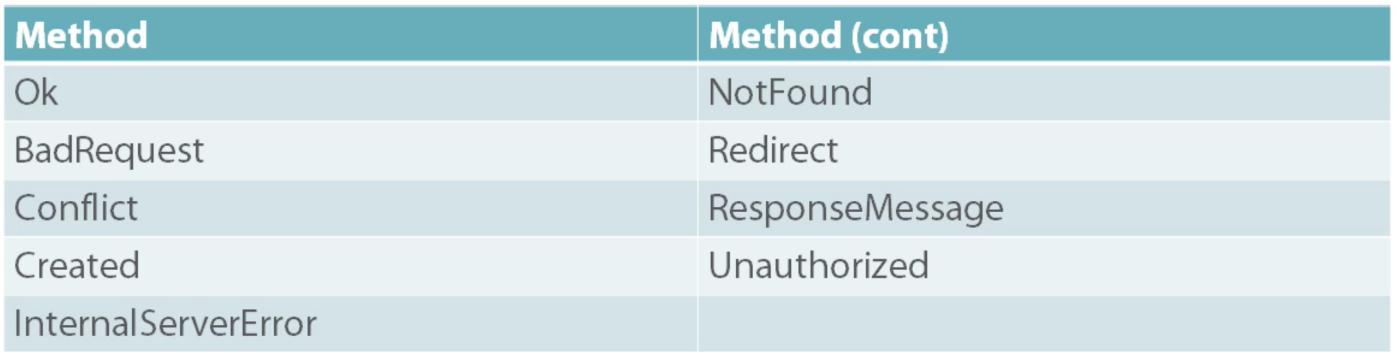 Method Method (cont)
Ok NotFound
BadRequest Redirect
Conflict ResponseMessage
Created Unauthorized
InternalServerError